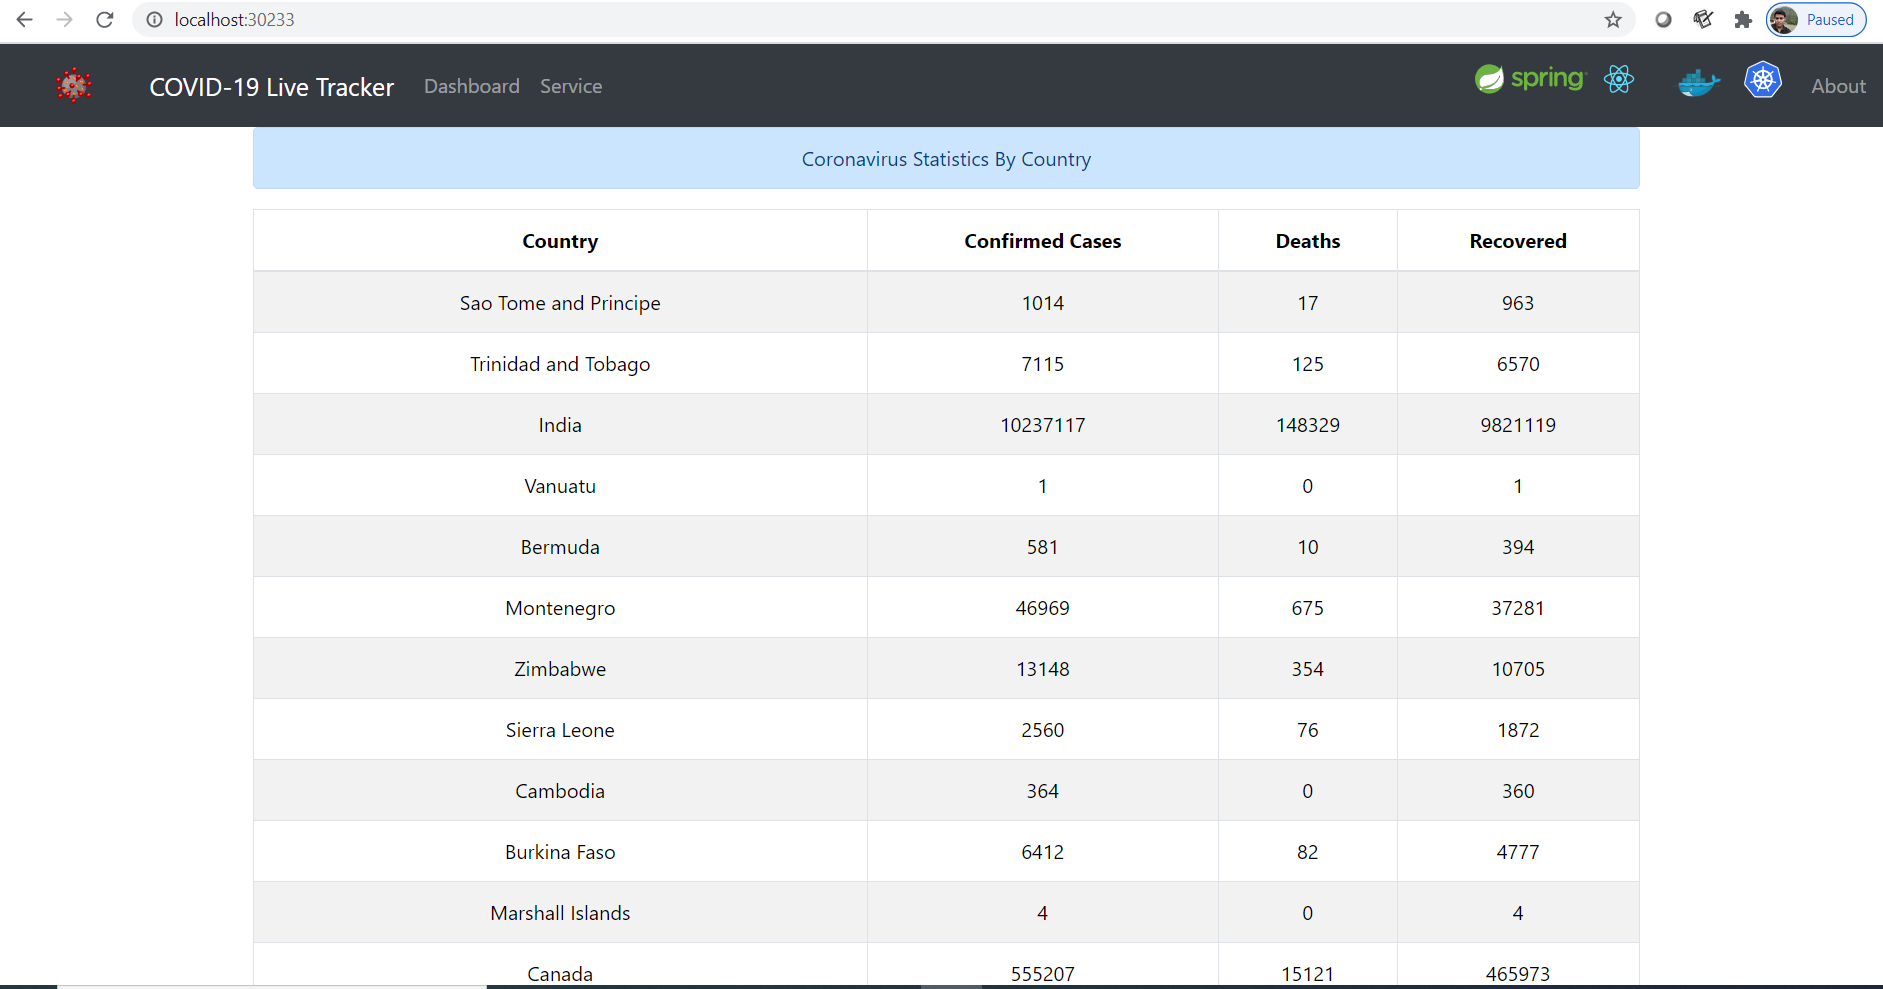 localhost:30233
Paused
COVID-19 Live Tracker Dashboard Service spring About
Coronavirus Statistics By Country
Country Confirmed Cases Deaths Recovered
Sao Tome and Principe 1014 17 963
Trinidad and Tobago 7115 125 6570
India 10237117 148329 9821119
Vanuatu 1 0 1
Bermuda 581 10 394
Montenegro 46969 675 37281
Zimbabwe 13148 354 10705
Sierra Leone 2560 76 1872
Cambodia 364 0 360
Burkina Faso 6412 82 4777
Marshall Islands 4 0 4
Canada 555207 15121 465973